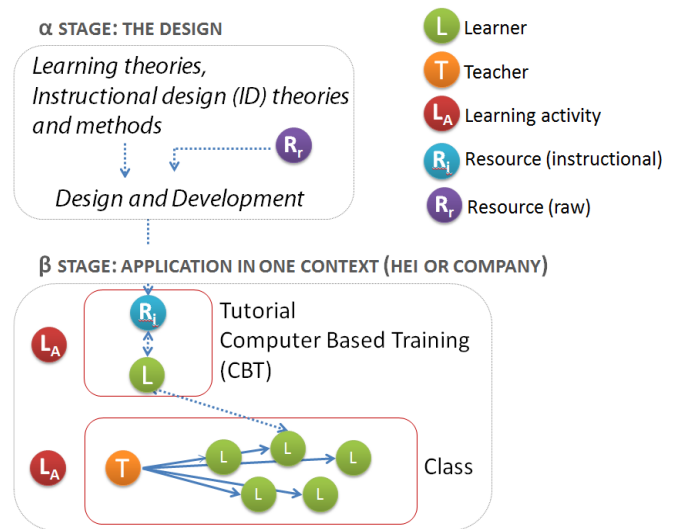 α STAGE: THE DESIGN
Learning theories,
Instructional design (ID) theories
and methods
Rr
Design and Development
L Learner
T Teacher
LA Learning activity
Ri Resource (instructional)
Rr Resource (raw)
β STAGE: APPLICATION IN ONE CONTEXT (HEI OR COMPANY)
Ri
Tutorial
Computer Based Training
(CBT)
LA
L
LA
T
L
L
L
L
L
Class